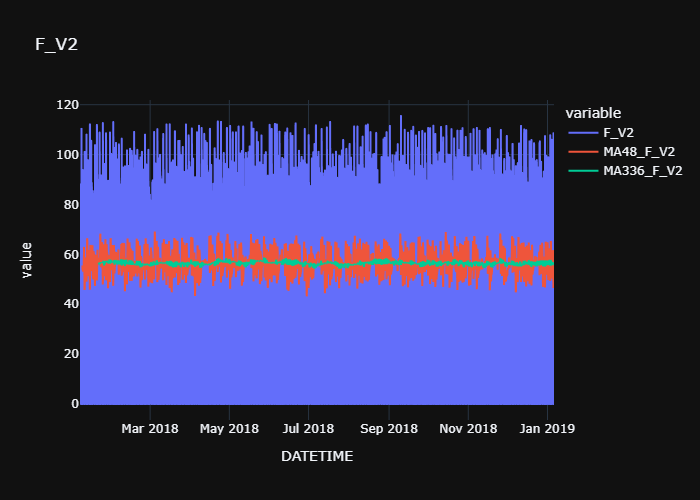 F_V2
120
100
80
60
40
20
0
value
Mar 2018
May 2018
Jul 2018
Sep 2018
Nov 2018
Jan 2019
DATETIME
variable
F_V2
MA48_F_V2
MA336_F_V2